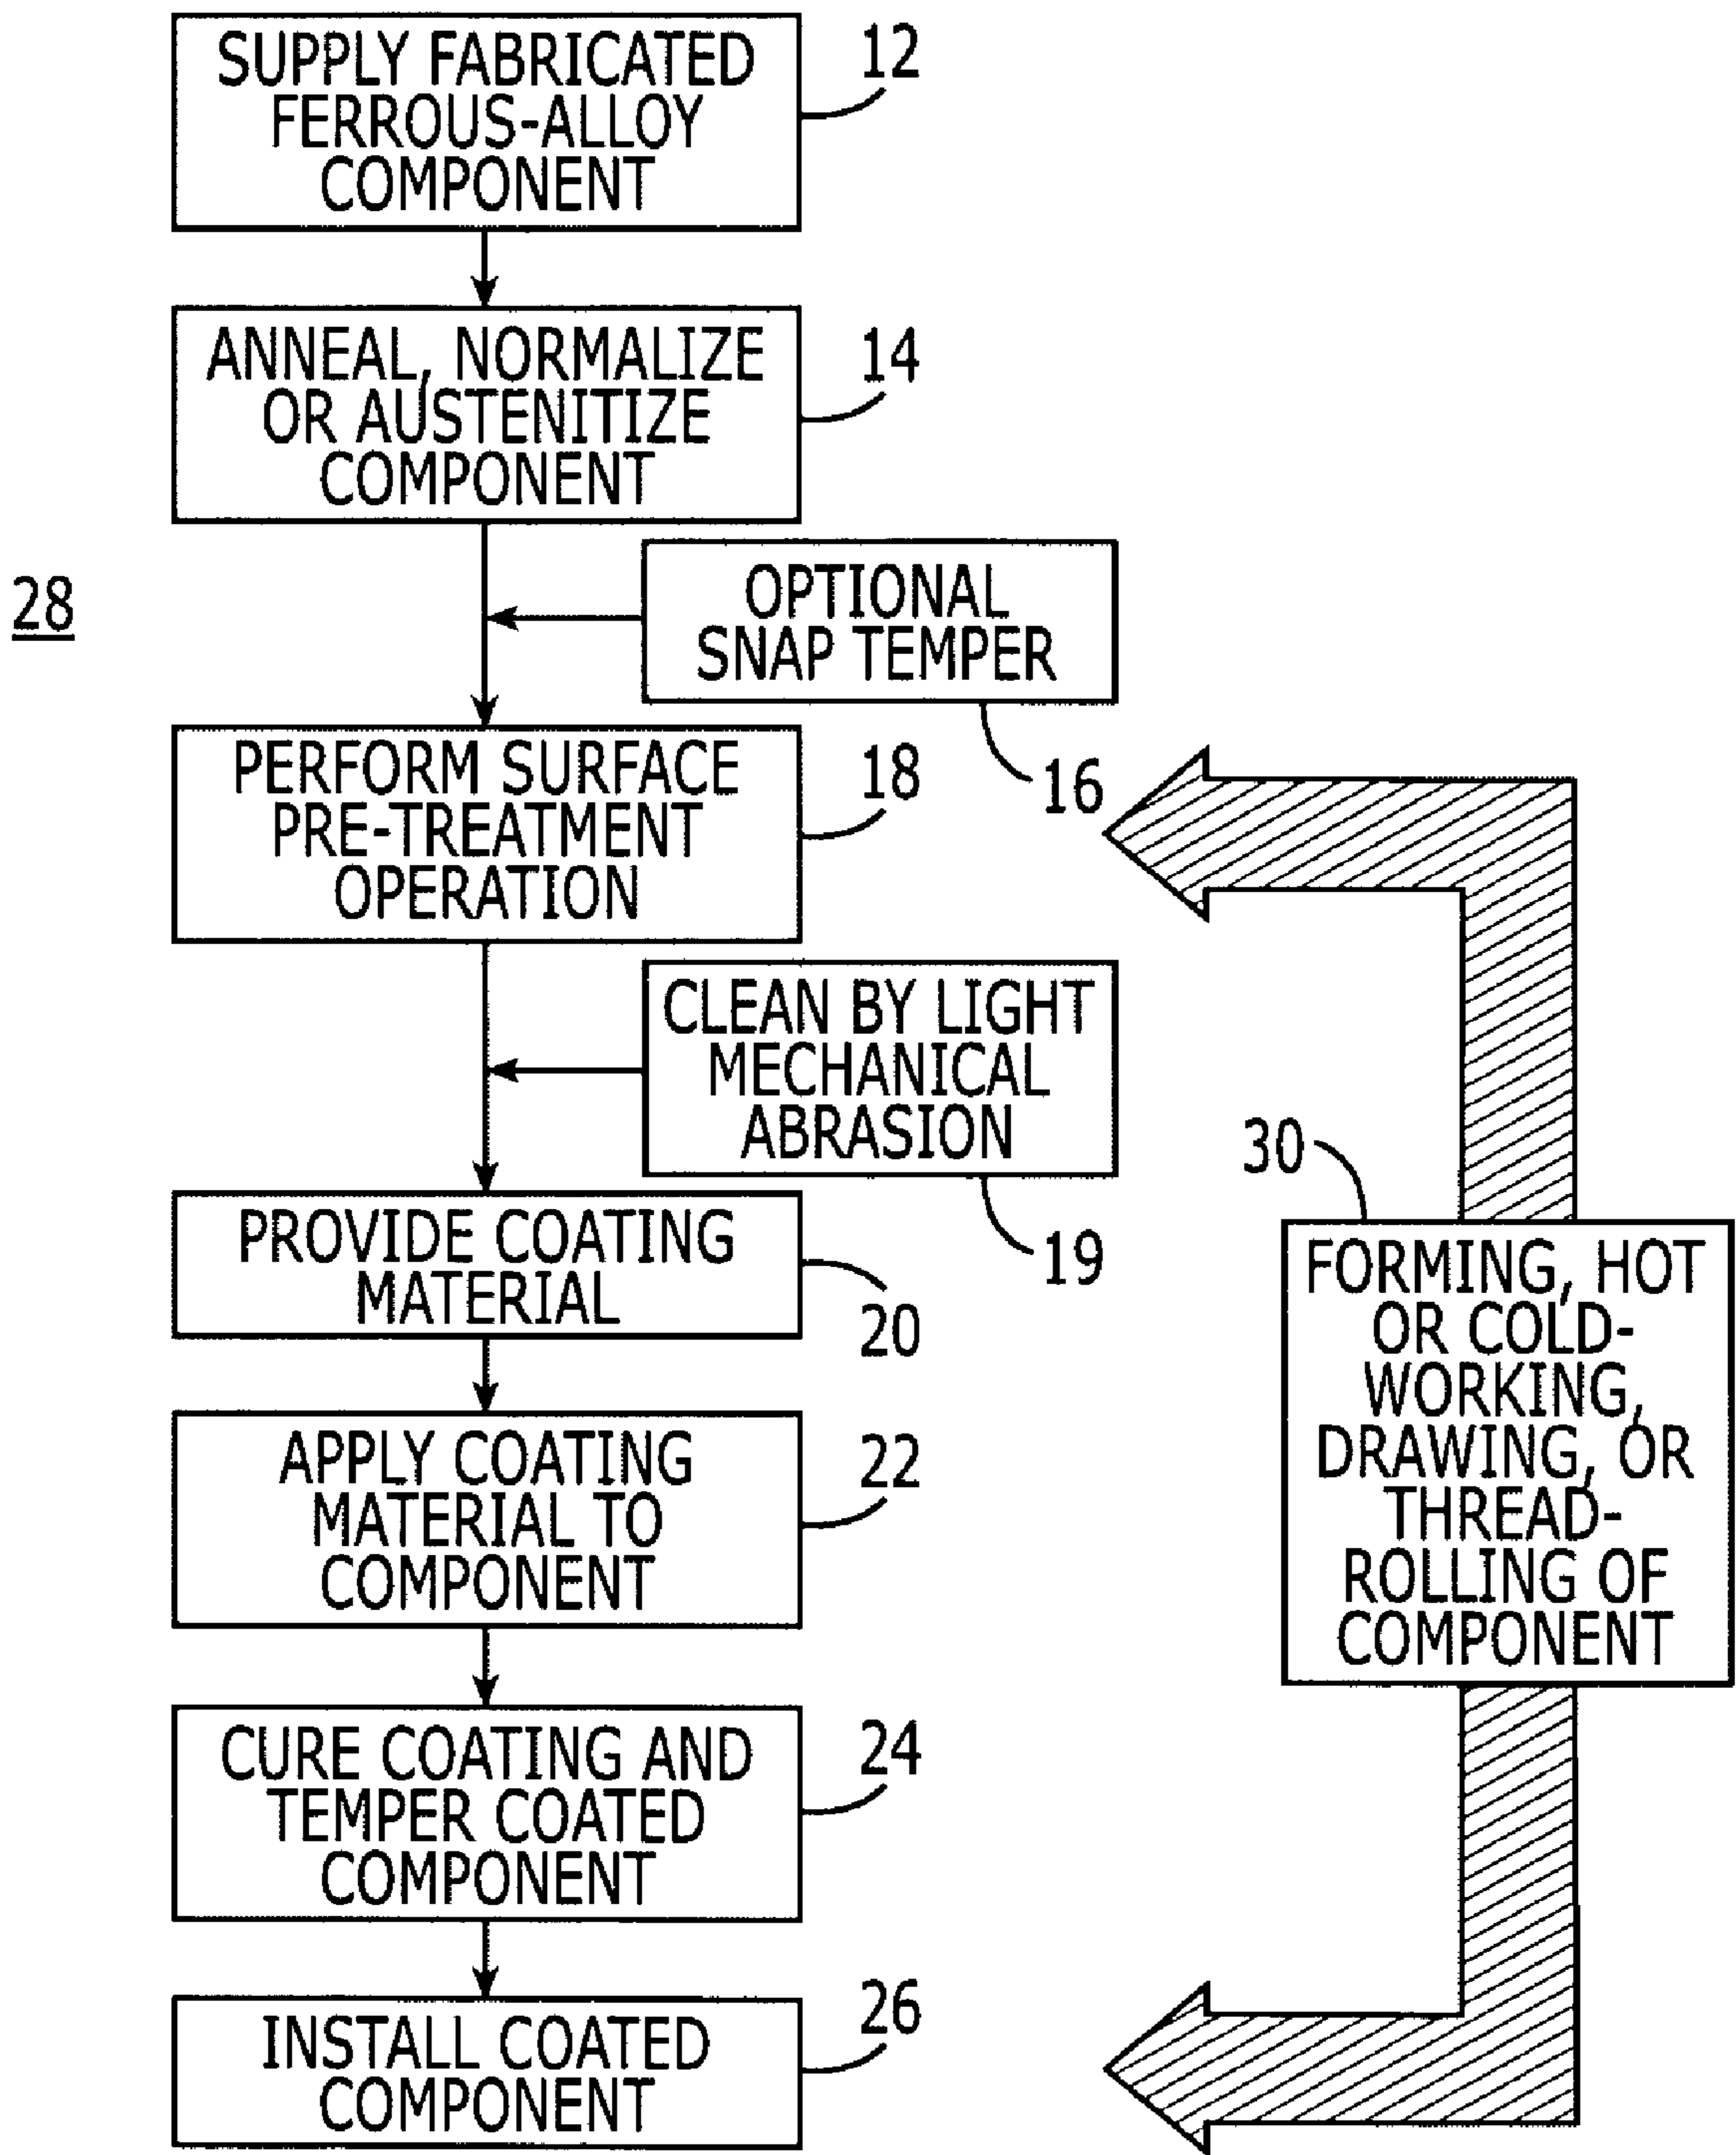 SUPPLY FABRICATED
FERROUS-ALLOY
COMPONENT
12
ANNEAL, NORMALIZE
OR AUSTENITIZE
COMPONENT
14
28
OPTIONAL
SNAP TEMPER
16
PERFORM SURFACE
PRE-TREATMENT
OPERATION
18
CLEAN BY LIGHT
MECHANICAL
ABRASION
19
PROVIDE COATING
MATERIAL
20
30
FORMING, HOT
OR COLD-
WORKING,
DRAWING, OR
THREAD-
ROLLING OF
COMPONENT
APPLY COATING
MATERIAL TO
COMPONENT
22
CURE COATING AND
TEMPER COATED
COMPONENT
24
INSTALL COATED
COMPONENT
26